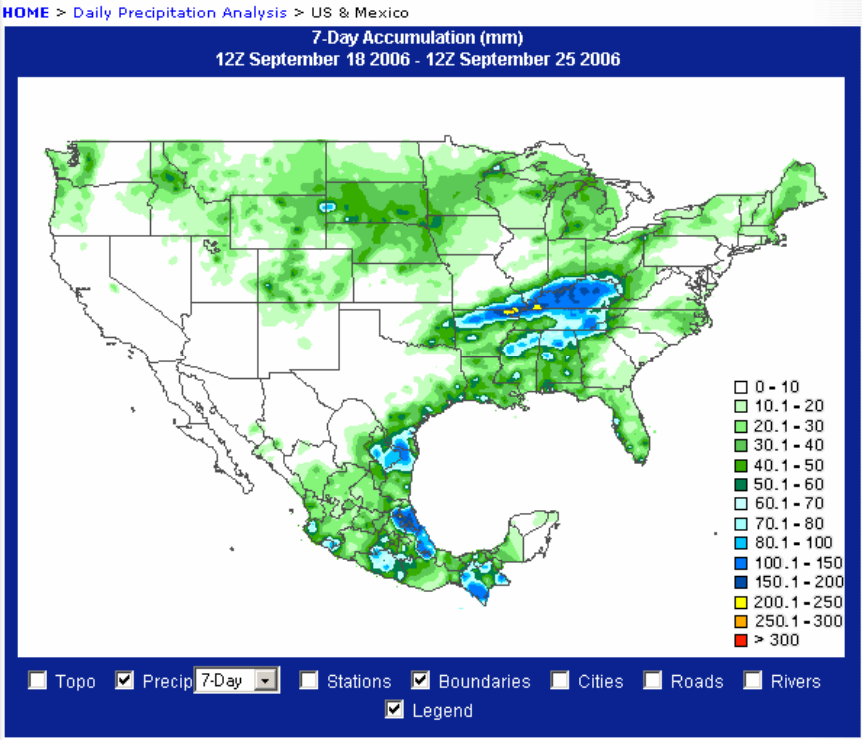 HOME > Daily Precipitation Analysis > US & Mexico
7-Day Accumulation (mm)
12Z September 18 2006 - 12Z September 25 2006
0 - 10
10.1 - 20
20.1 - 30
30.1 - 40
40.1 - 50
50.1 - 60
60.1 - 70
70.1 - 80
80.1 - 100
100.1 - 150
150.1 - 200
200.1 - 250
250.1 - 300
> 300
Topo Precip 7-Day Stations Boundaries Cities Roads Rivers
Legend